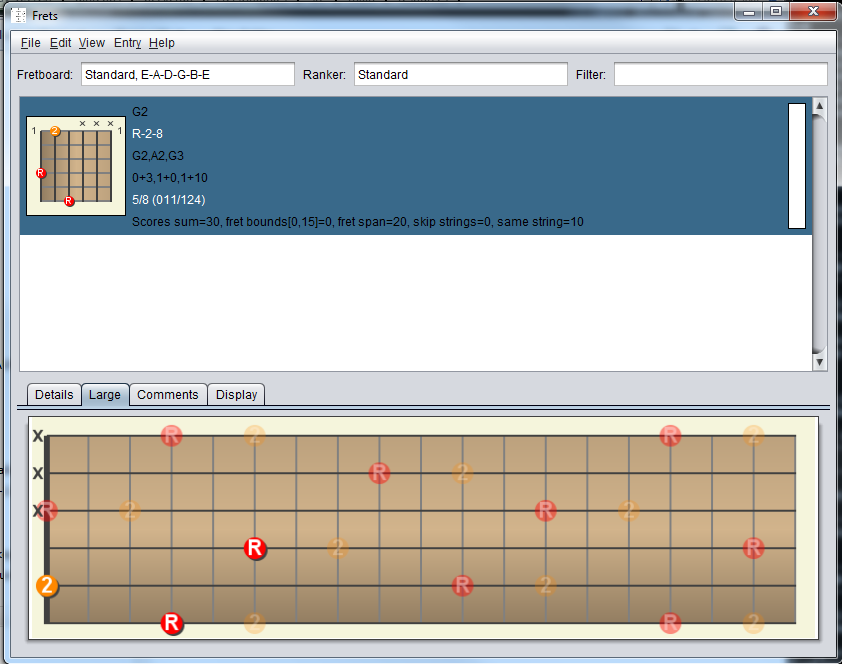 Frets
File Edit View Entry Help
Fretboard: Standard, E-A-D-G-B-E Ranker: Standard Filter:
G2
R-2-8
G2,A2,G3
0+3,1+0,1+10
5/8 (011/124)
Scores sum=30, fret bounds[0,15]=0, fret span=20, skip strings=0, same string=10
x x x
1 2 1
R
R
Details Large Comments Display
X R 2 R 2
X R 2
X R 2 R 2
R 2 R
2 R 2
R 2 R 2